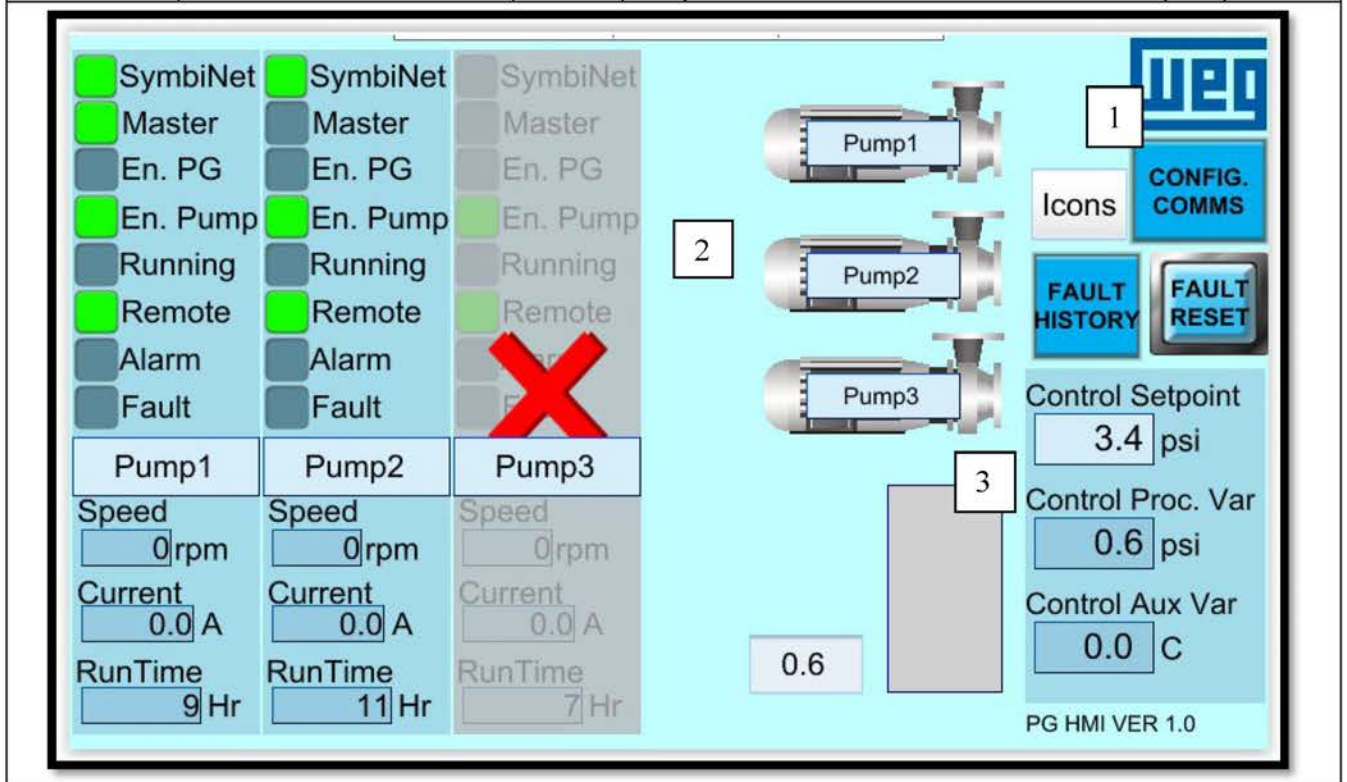 SymbiNet
Master
En. PG
En. Pump
Running
Remote
Alarm
Fault
Pump1
Speed
0 rpm
Current
0.0 A
RunTime
9 Hr
SymbiNet
Master
En. PG
En. Pump
Running
Remote
Alarm
Fault
Pump2
Speed
0 rpm
Current
0.0 A
RunTime
11 Hr
SymbiNet
Master
En. PG
En. Pump
Running
Remote
Pump3
Speed
0 rpm
Current
0.0 A
RunTime
7 Hr
2
Pump1
Pump2
Pump3
3
0.6
weg
1
Icons
CONFIG.
COMMS
FAULT
HISTORY
FAULT
RESET
Control Setpoint
3.4 psi
Control Proc. Var
0.6 psi
Control Aux Var
0.0 C
PG HMI VER 1.0